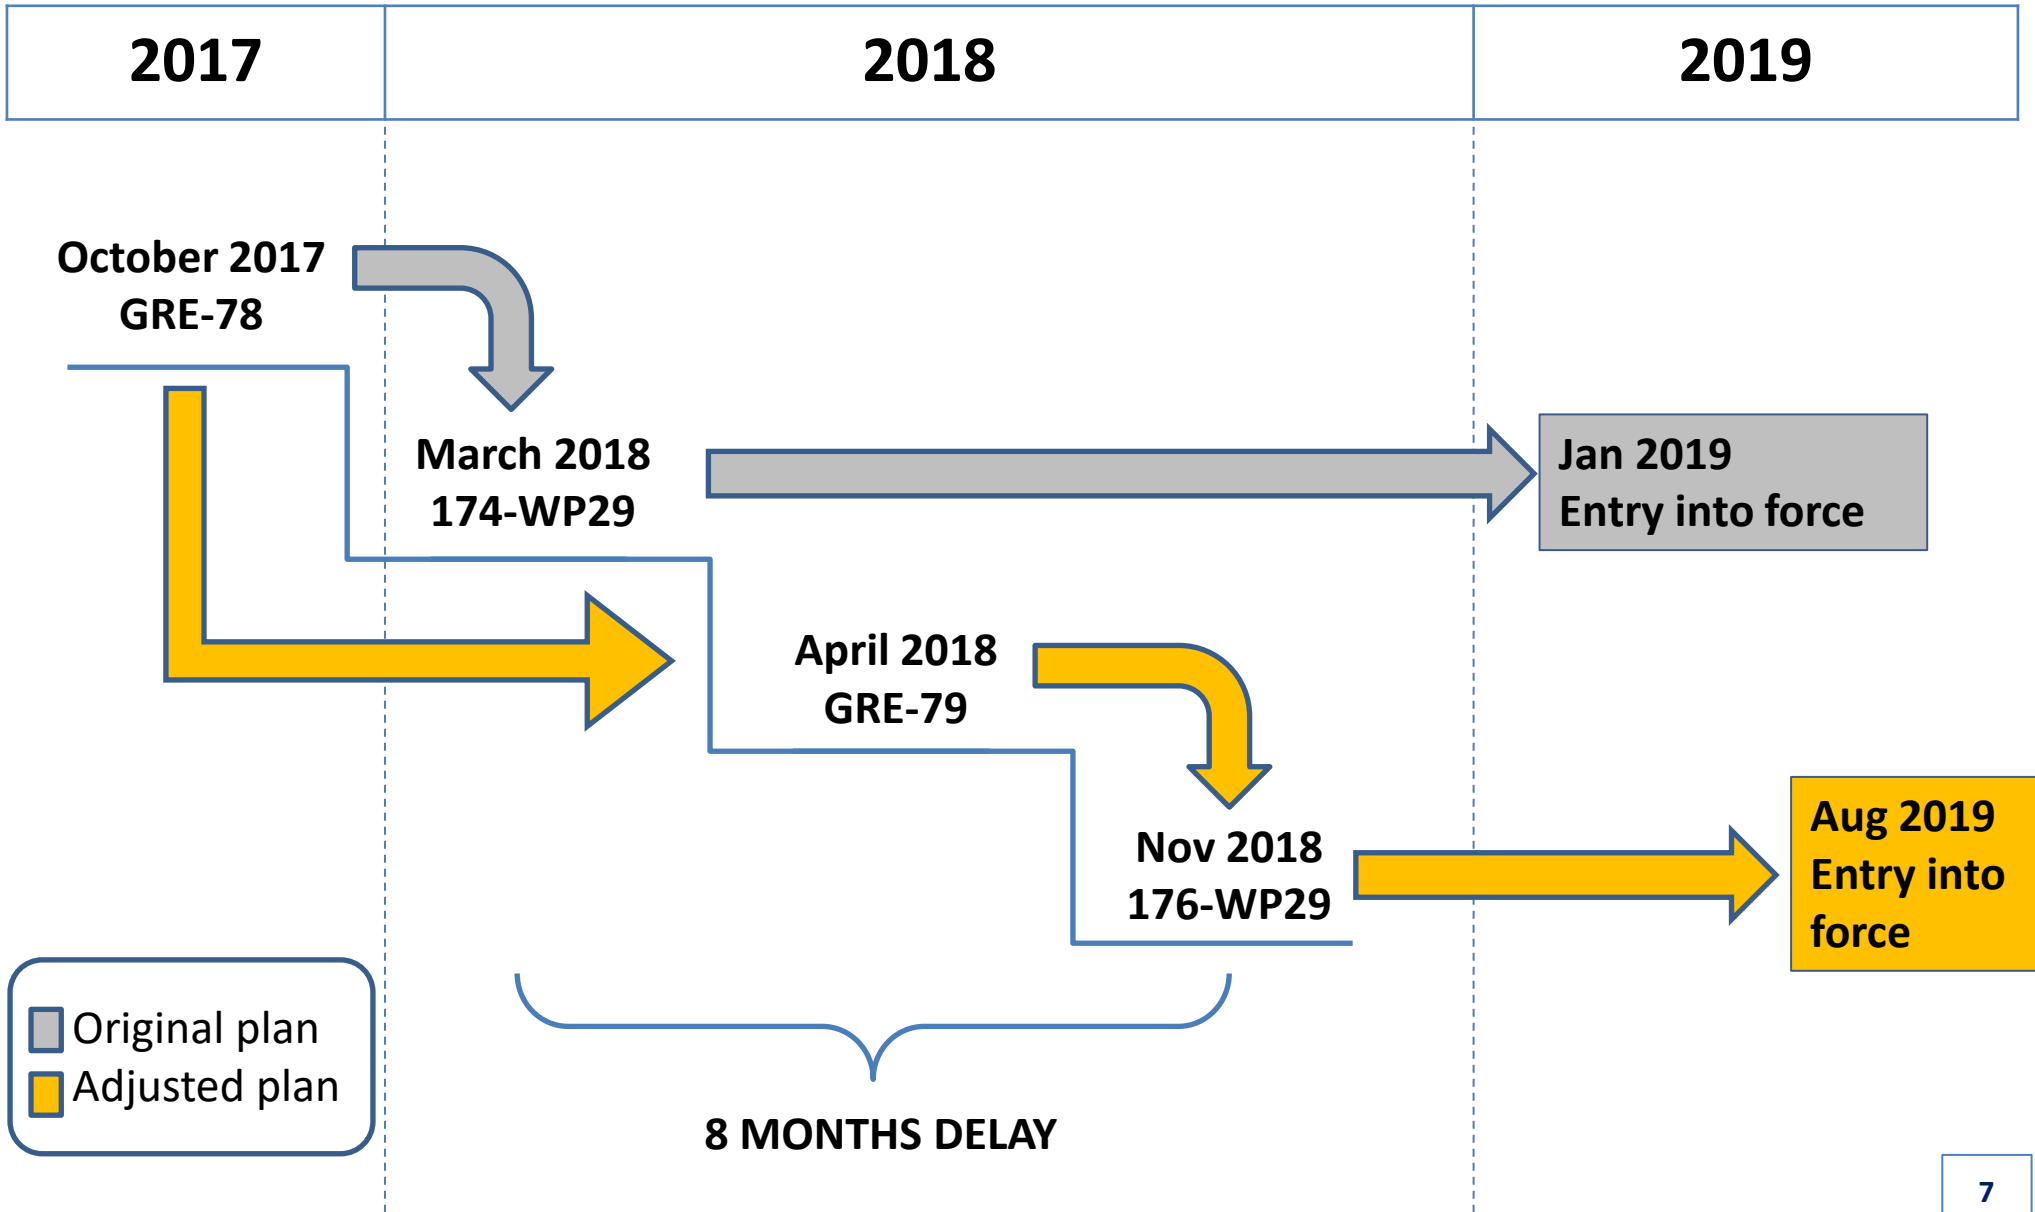 2017
2018
2019
October 2017
GRE-78
March 2018
174-WP29
Jan 2019
Entry into force
April 2018
GRE-79
Nov 2018
176-WP29
Aug 2019
Entry into
force
Original plan
Adjusted plan
8 MONTHS DELAY
7